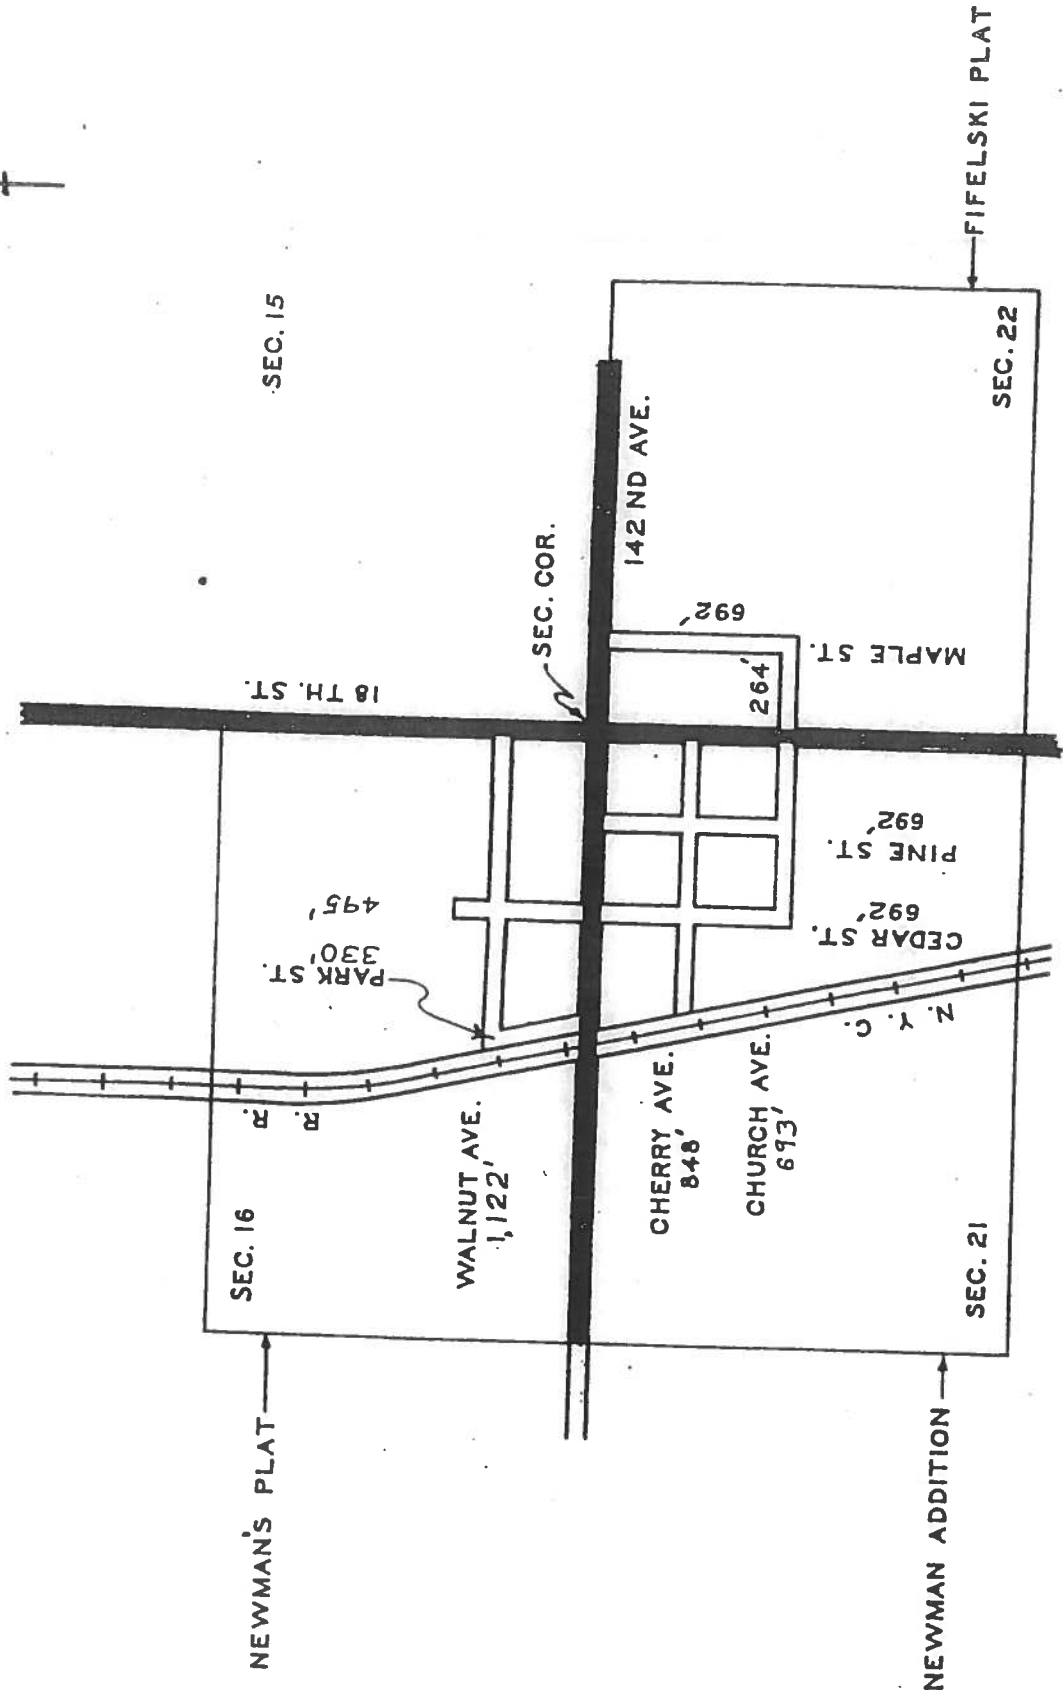 FIFELSKI PLAT
SEC. 15
SEC. 22
142 ND AVE.
SEC. COR.
692'
264'
MAPLE ST.
18 TH. ST.
692'
PINE ST.
692'
CEDAR ST.
495'
330'
PARK ST.
N. Y. C.
R. R.
WALNUT AVE.
1,122'
CHERRY AVE.
848'
CHURCH AVE.
693'
SEC. 16
SEC. 21
NEWMAN'S PLAT
NEWMAN ADDITION